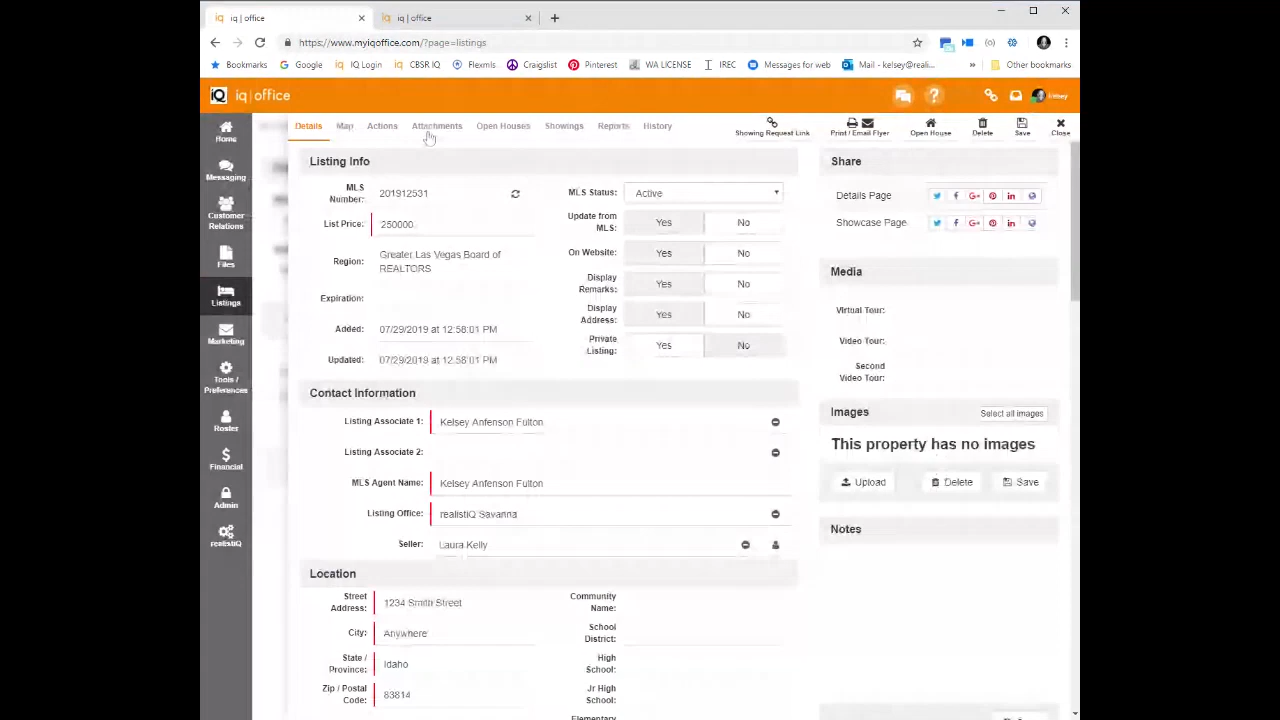 iq | office
iq | office
https://www.myiqoffice.com/?page=listings
Bookmarks Google IQ Login CBSR IQ Flexmls Craigslist Pinterest WA LICENSE IREC Messages for web Mail - kelsey@reali... » Other bookmarks
iQ iq | office
Home
Messaging
Customer Relations
Files
Listings
Marketing
Tools / Preferences
Roster
Financial
Admin
realistiQ
Details Map Actions Attachments Open Houses Showings Reports History
Showing Request Link Print / Email Flyer Open House Delete Save Close
Listing Info
MLS Number: 201912531
List Price: 250000
Region: Greater Las Vegas Board of REALTORS
Expiration:
Added: 07/29/2019 at 12:58:01 PM
Updated: 07/29/2019 at 12:58:01 PM
MLS Status: Active
Update from MLS: Yes No
On Website: Yes No
Display Remarks: Yes No
Display Address: Yes No
Private Listing: Yes No
Contact Information
Listing Associate 1: Kelsey Anfenson Fulton
Listing Associate 2:
MLS Agent Name: Kelsey Anfenson Fulton
Listing Office: realistiQ Savanna
Seller: Laura Kelly
Location
Street Address: 1234 Smith Street
City: Anywhere
State / Province: Idaho
Zip / Postal Code: 83814
Community Name:
School District:
High School:
Jr High School:
Elementary
Share
Details Page
Showcase Page
Media
Virtual Tour:
Video Tour:
Second Video Tour:
Images Select all images
This property has no images
Upload Delete Save
Notes